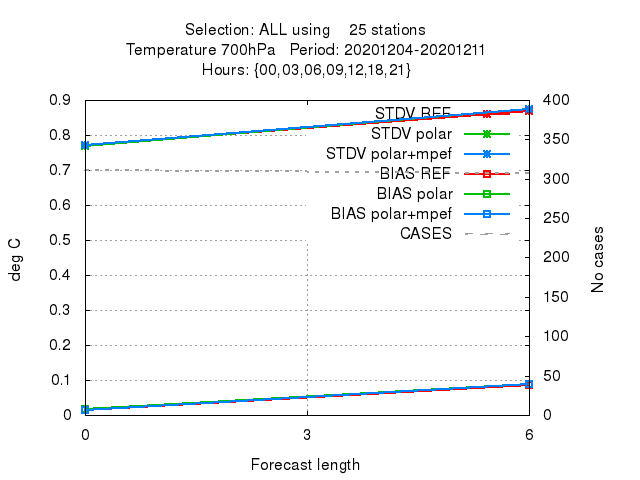 Selection: ALL using    25 stations
Temperature 700hPa   Period: 20201204-20201211
Hours: {00,03,06,09,12,18,21}
0.9
0.8
0.7
0.6
0.5
0.4
0.3
0.2
0.1
0
deg C
STDV REF
STDV polar
STDV polar+mpef
BIAS REF
BIAS polar
BIAS polar+mpef
CASES
400
350
300
250
200
150
100
50
0
No cases
0
3
6
Forecast length